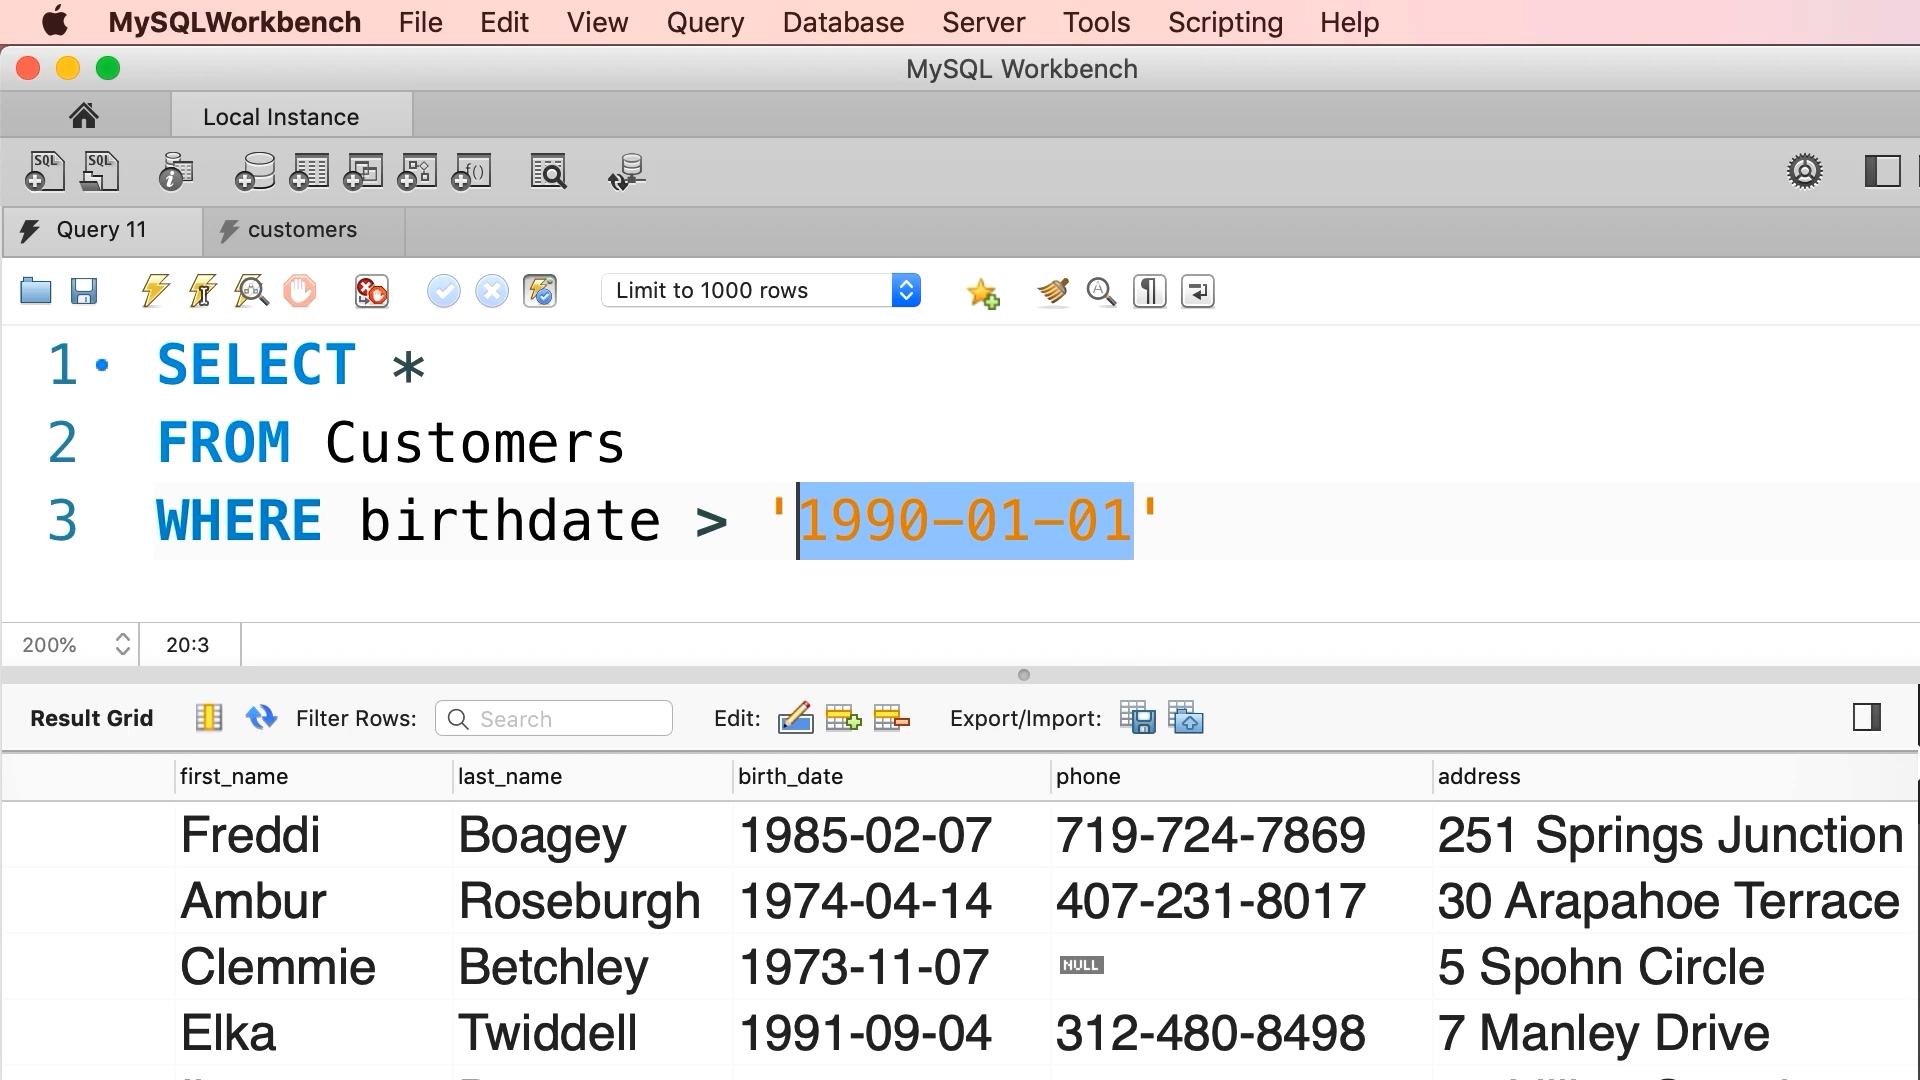 MySQLWorkbench File Edit View Query Database Server Tools Scripting Help
MySQL Workbench
Local Instance
SQL SQL
Query 11 customers
Limit to 1000 rows
1 SELECT *
2 FROM Customers
3 WHERE birthdate > '1990-01-01'
200% 20:3
Result Grid Filter Rows: Search Edit: Export/Import:
first_name last_name birth_date phone address
Freddi Boagey 1985-02-07 719-724-7869 251 Springs Junction
Ambur Roseburgh 1974-04-14 407-231-8017 30 Arapahoe Terrace
Clemmie Betchley 1973-11-07 NULL 5 Spohn Circle
Elka Twiddell 1991-09-04 312-480-8498 7 Manley Drive